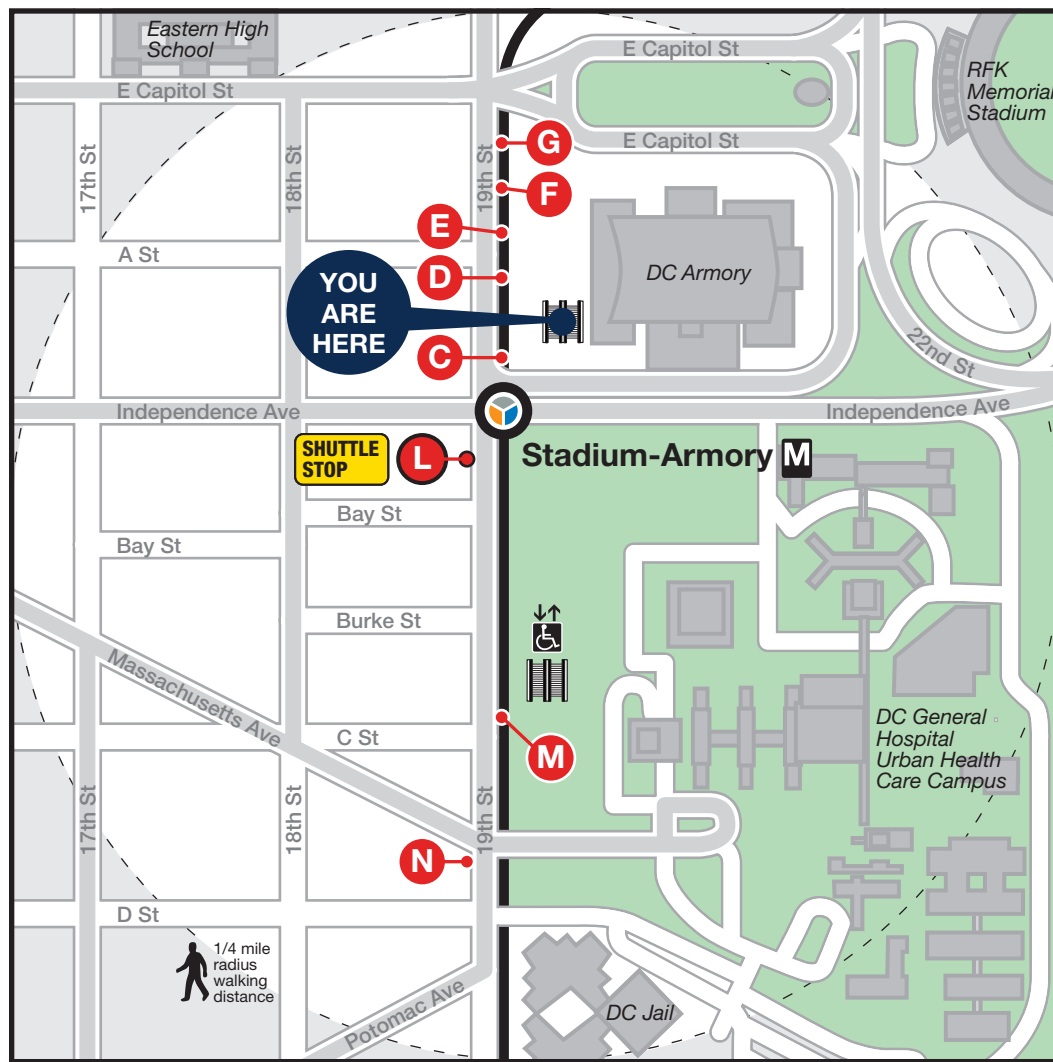 Eastern High
School
E Capitol St
RFK
Memorial
Stadium
E Capitol St
E Capitol St
G
17th St
18th St
19th St
F
E
A St
D
DC Armory
YOU
ARE
HERE
C
22nd St
Independence Ave
Independence Ave
SHUTTLE
STOP
L
Stadium-Armory M
Bay St
Bay St
Burke St
Massachusetts Ave
C St
M
DC General
Hospital
Urban Health
Care Campus
17th St
18th St
19th St
N
D St
1/4 mile
radius
walking
distance
Potomac Ave
DC Jail